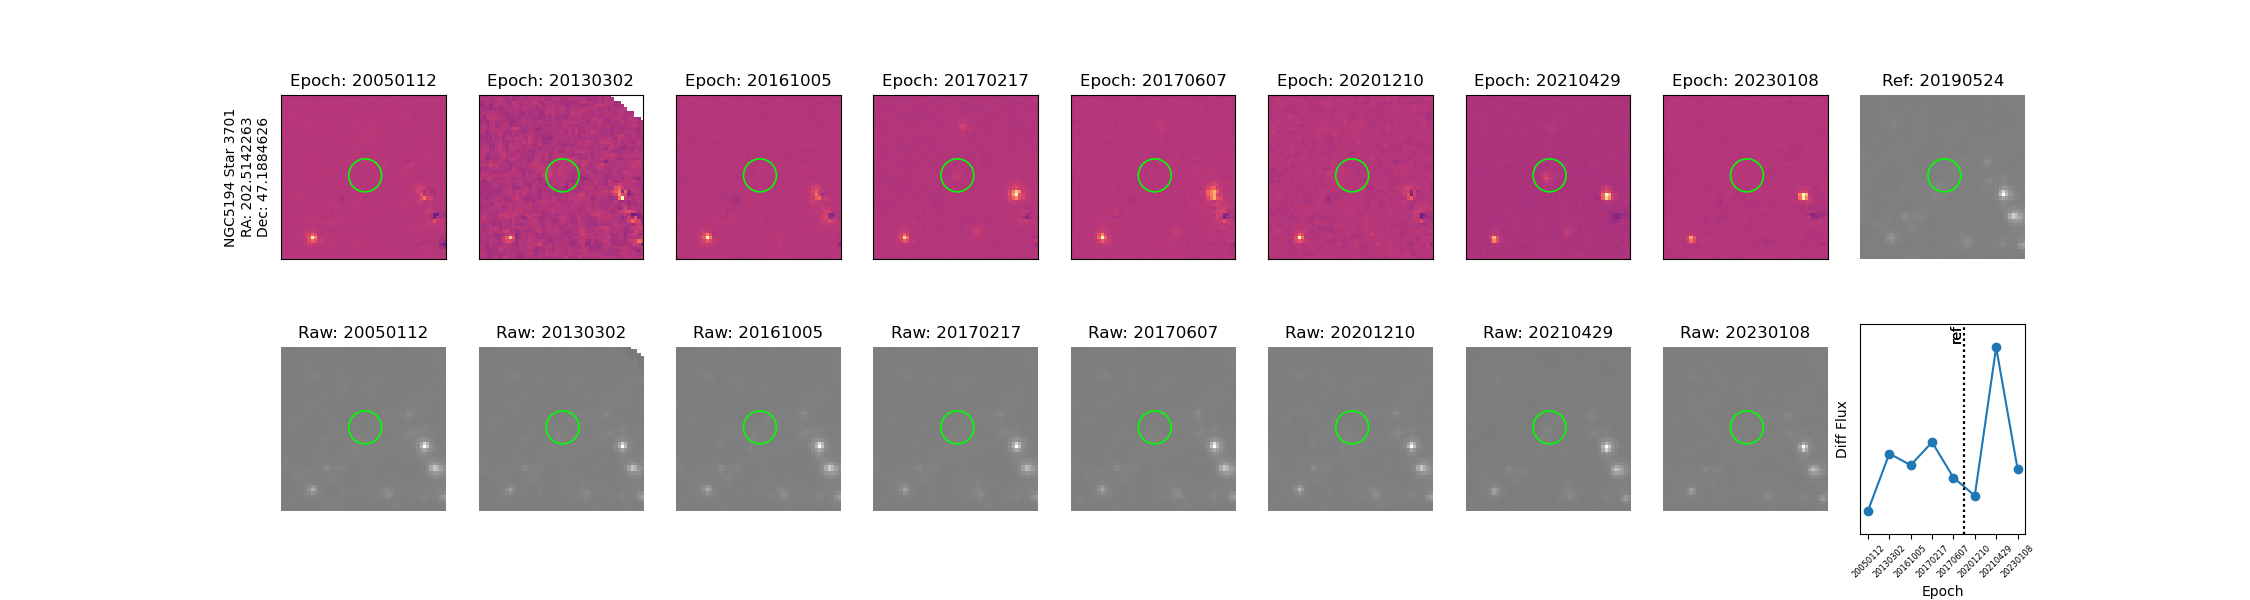 NGC5194 Star 3701
RA: 202.5142263
Dec: 47.1884626
Epoch: 20050112
Epoch: 20130302
Epoch: 20161005
Epoch: 20170217
Epoch: 20170607
Epoch: 20201210
Epoch: 20210429
Epoch: 20230108
Ref: 20190524
Raw: 20050112
Raw: 20130302
Raw: 20161005
Raw: 20170217
Raw: 20170607
Raw: 20201210
Raw: 20210429
Raw: 20230108
ref
Diff Flux
20050112
20130302
20161005
20170217
20170607
20201210
20210429
20230108
Epoch